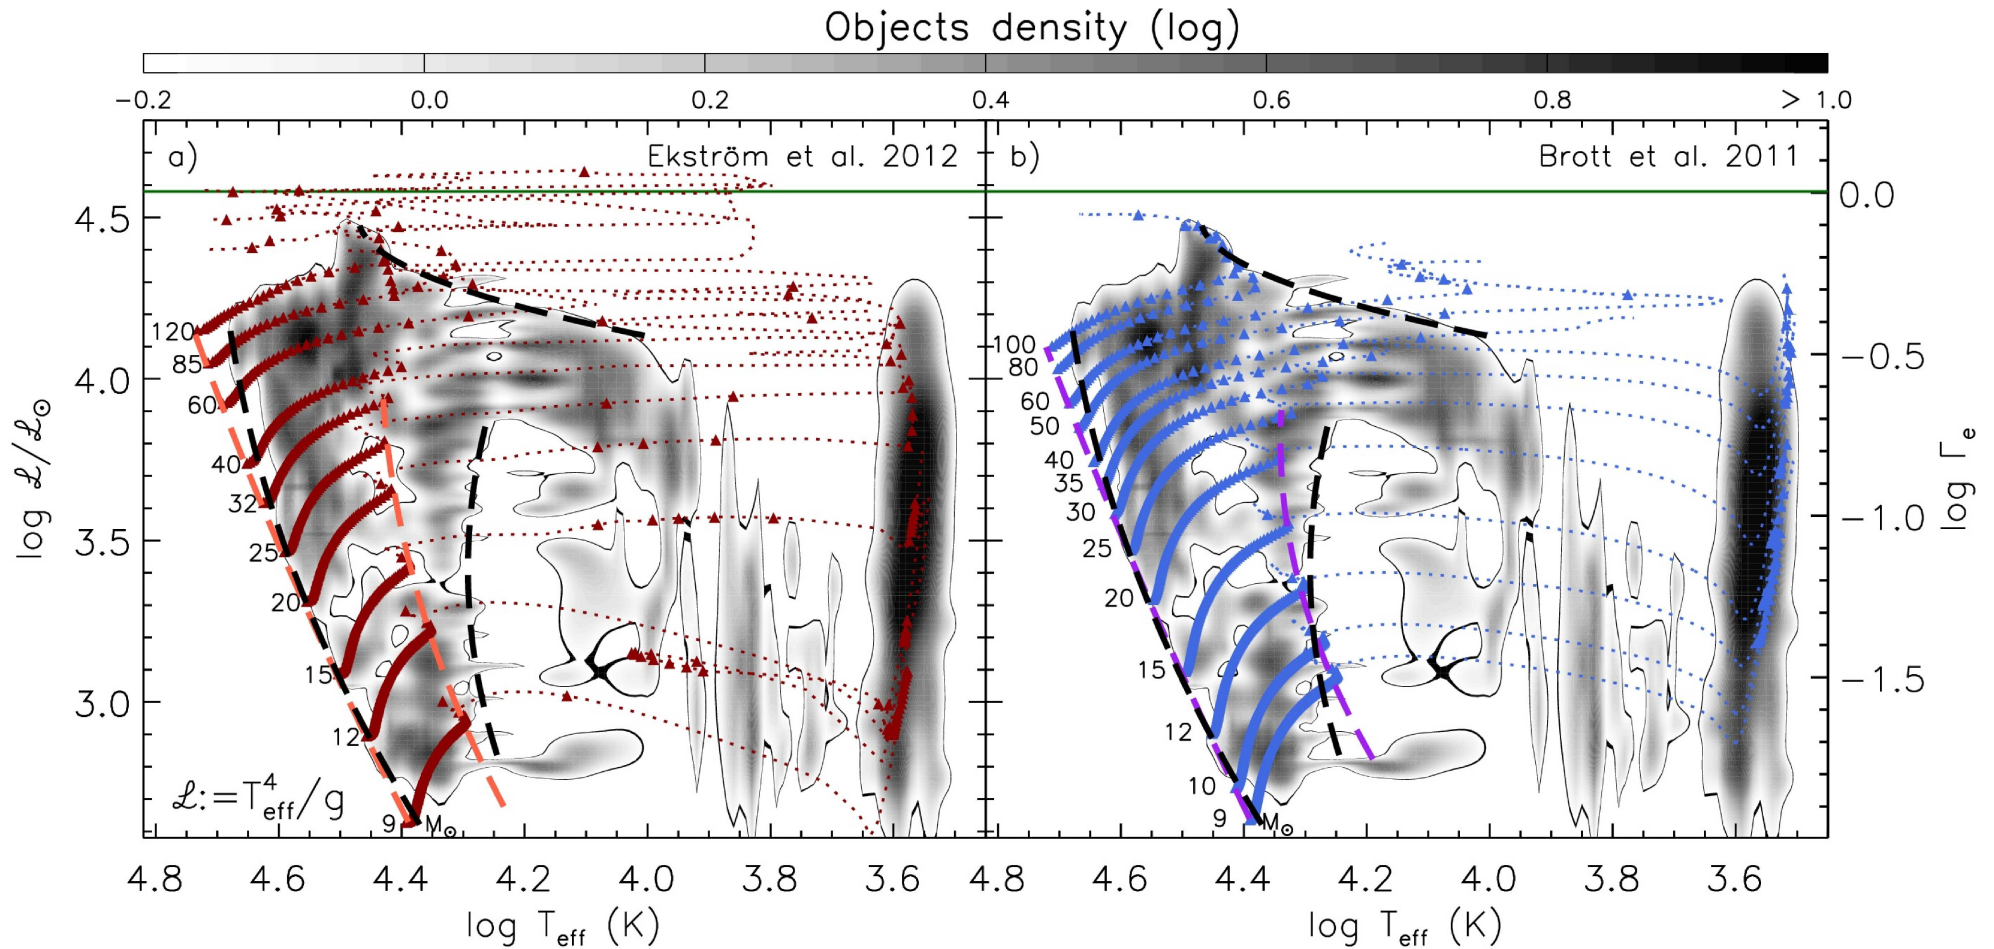 Objects density (log)
−0.2 0.0 0.2 0.4 0.6 0.8 > 1.0
a) Ekström et al. 2012
b) Brott et al. 2011
log ℒ/ℒ⊙
4.5
4.0
3.5
3.0
120
85
60
40
32
25
20
15
12
9 M⊙
ℒ:=T⁴eff/g
100
80
60
50
40
35
30
25
20
15
12
10
9 M⊙
0.0
−0.5
−1.0
−1.5
log Γe
4.8 4.6 4.4 4.2 4.0 3.8 3.6
4.8 4.6 4.4 4.2 4.0 3.8 3.6
log Teff (K)
log Teff (K)